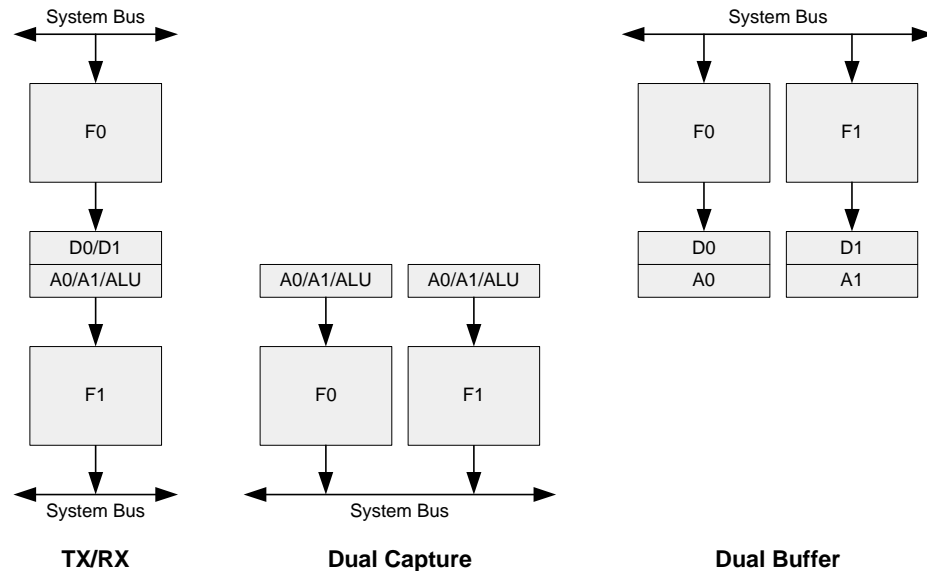 System Bus
System Bus
F0
F0
F1
D0/D1
D0
D1
A0/A1/ALU
A0/A1/ALU
A0/A1/ALU
A0
A1
F1
F0
F1
System Bus
System Bus
TX/RX
Dual Capture
Dual Buffer